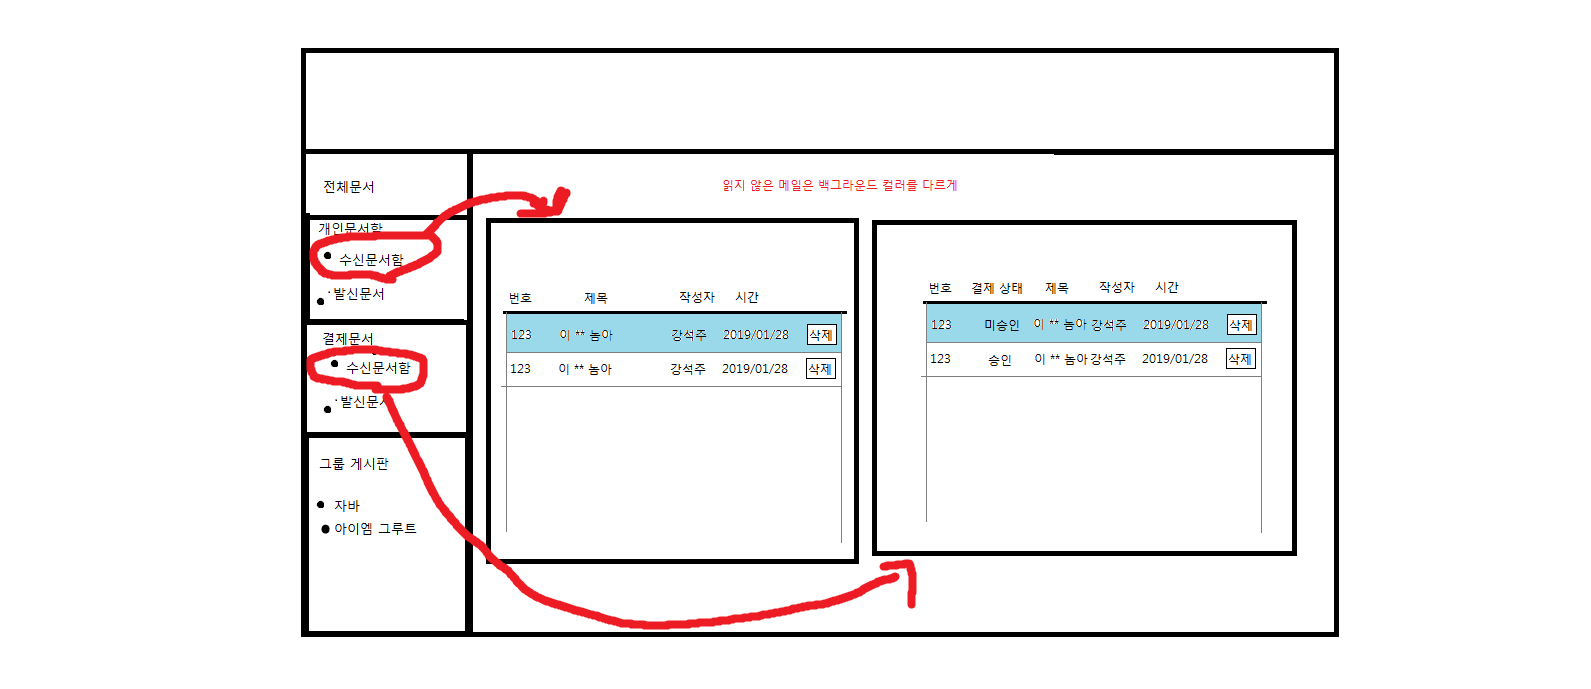 전체문서
개인문서함
수신문서함
· 발신문서
결제문서
수신문서함
· 발신문서
그룹 게시판
자바
아이엠 그루트
읽지 않은 메일은 백그라운드 컬러를 다르게
번호 제목 작성자 시간
123 이 ** 놈아 강석주 2019/01/28 삭제
123 이 ** 놈아 강석주 2019/01/28 삭제
번호 결제 상태 제목 작성자 시간
123 미승인 이 ** 놈아 강석주 2019/01/28 삭제
123 승인 이 ** 놈아 강석주 2019/01/28 삭제